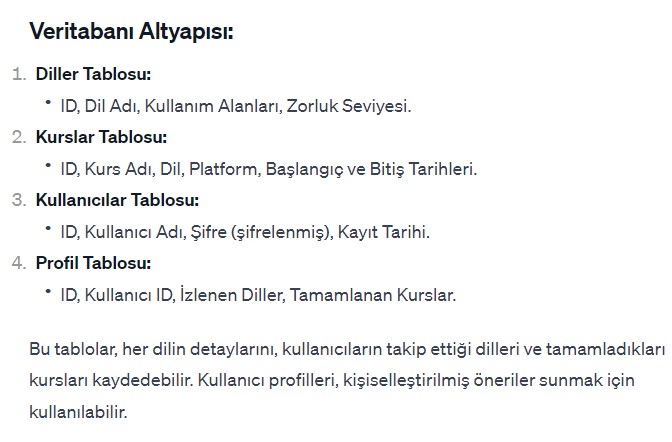 Veritabanı Altyapısı:
1. Diller Tablosu:
• ID, Dil Adı, Kullanım Alanları, Zorluk Seviyesi.
2. Kurslar Tablosu:
• ID, Kurs Adı, Dil, Platform, Başlangıç ve Bitiş Tarihleri.
3. Kullanıcılar Tablosu:
• ID, Kullanıcı Adı, Şifre (şifrelenmiş), Kayıt Tarihi.
4. Profil Tablosu:
• ID, Kullanıcı ID, İzlenen Diller, Tamamlanan Kurslar.
Bu tablolar, her dilin detaylarını, kullanıcıların takip ettiği dilleri ve tamamladıkları
kursları kaydedebilir. Kullanıcı profilleri, kişiselleştirilmiş öneriler sunmak için
kullanılabilir.